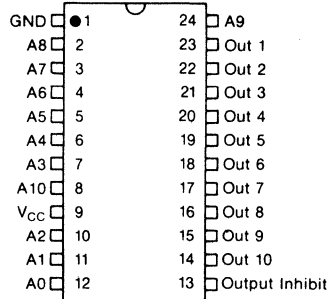 GND 1 24 A9
A8 2 23 Out 1
A7 3 22 Out 2
A6 4 21 Out 3
A5 5 20 Out 4
A4 6 19 Out 5
A3 7 18 Out 6
A10 8 17 Out 7
VCC 9 16 Out 8
A2 10 15 Out 9
A1 11 14 Out 10
A0 12 13 Output Inhibit